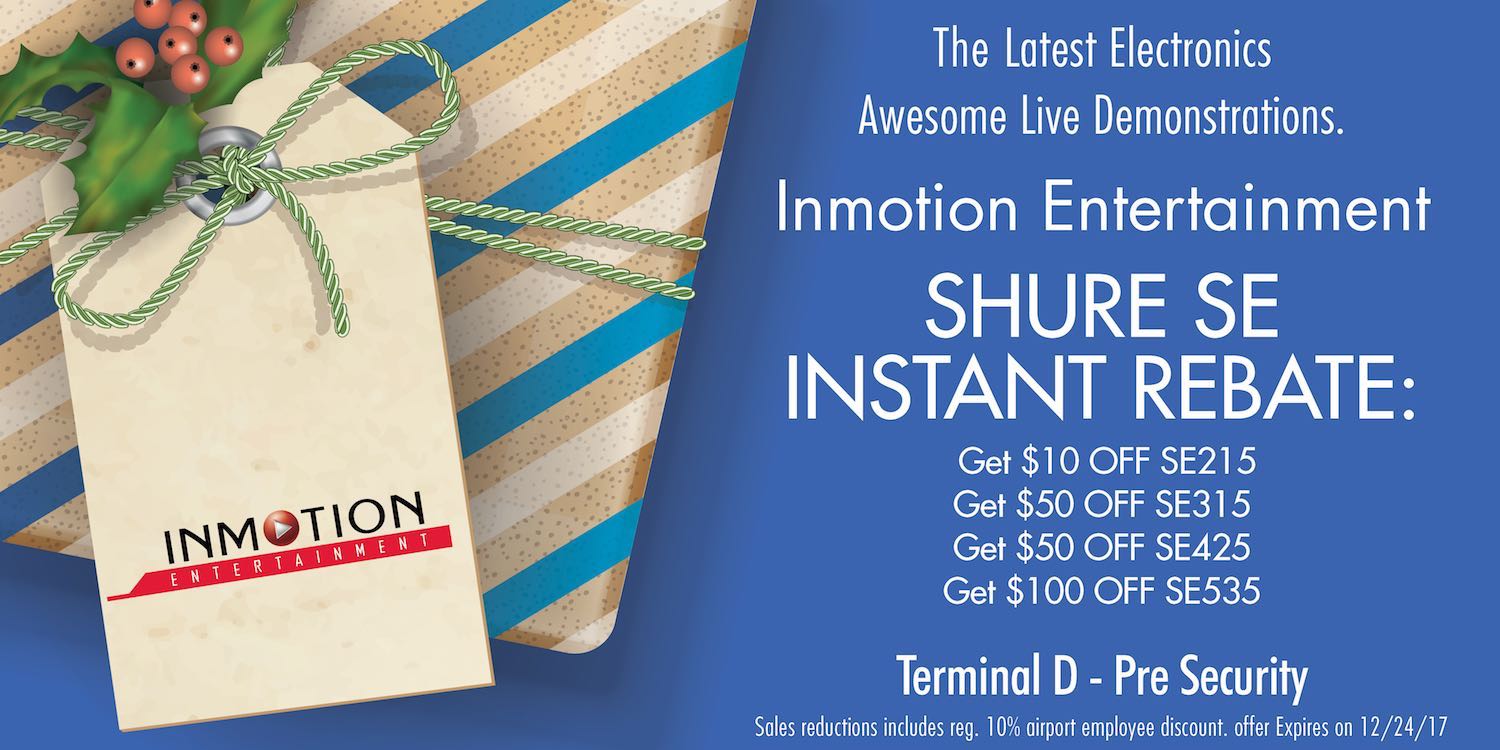 INMOTION
ENTERTAINMENT
The Latest Electronics
Awesome Live Demonstrations.
Inmotion Entertainment
SHURE SE
INSTANT REBATE:
Get $10 OFF SE215
Get $50 OFF SE315
Get $50 OFF SE425
Get $100 OFF SE535
Terminal D - Pre Security
Sales reductions includes reg. 10% airport employee discount. offer Expires on 12/24/17